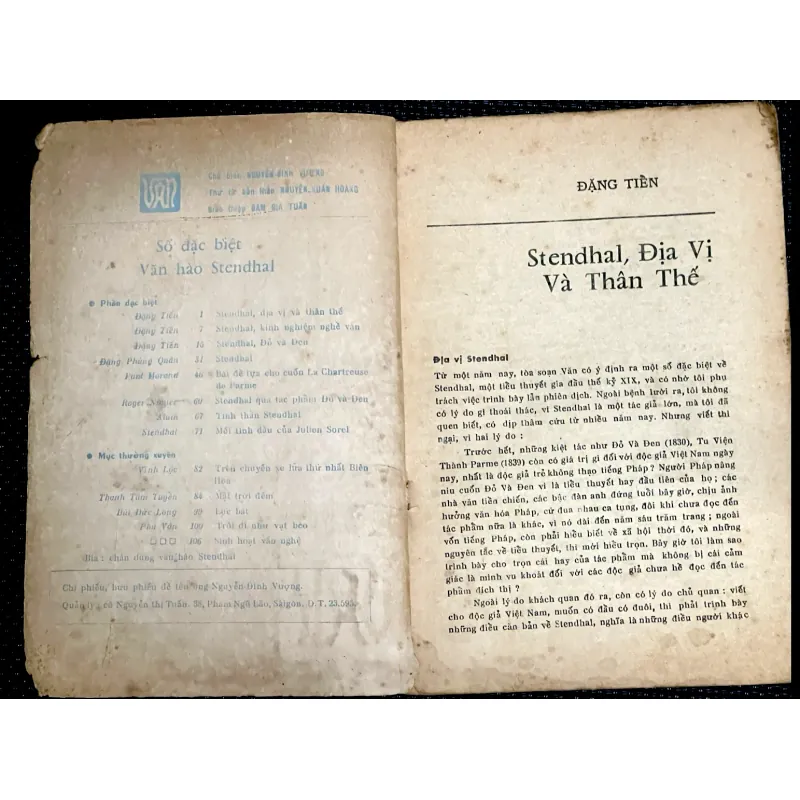 VĂN
Chủ biên NGUYỄN-ĐÌNH VƯỢNG
Thư từ bản thảo NGUYỄN XUÂN HOÀNG
Biên tập ĐÀM GIA TUẤN
Số đặc biệt
Văn hào Stendhal
● Phần đặc biệt
Đặng Tiến 1 Stendhal, địa vị và thân thế
Đặng Tiến 7 Stendhal, kinh nghiệm nghề văn
Đặng Tiến 16 Stendhal, Đỏ và Đen
Đặng Phùng Quân 31 Stendhal
Paul Morand 46 Bài đề tựa cho cuốn La Chartreuse
de Parme
Roger 60 Stendhal qua tác phẩm Đỏ và Đen
Alain 67 Tinh thần Stendhal
Stendhal 71 Mối tình đầu của Julien Sorel
● Mục thường xuyên
Vĩnh Lộc 82 Trên chuyến xe lửa thứ nhất Biên
Hòa
Thanh Tâm Tuyền 84 Mặt trời đêm
Bùi Đức Long 99 Lục bát
Phù Vân 100 Trôi đi như vạt bèo
□□□ 106 Sinh hoạt văn nghệ
Bìa : chân dung văn hào Stendhal
Chi phiếu, bưu phiếu đề tên ông Nguyễn Đình Vượng.
Quản lý : cô Nguyễn thị Tuấn. 38, Phạm Ngũ Lão, Saigon. Đ.T. 23.595
ĐẶNG TIẾN
Stendhal, Địa Vị
Và Thân Thế
Địa vị Stendhal
Từ một năm nay, tòa soạn Văn có ý định ra một số đặc biệt về
Stendhal, một tiểu thuyết gia đầu thế kỷ XIX, và có nhờ tôi phụ
trách việc trình bày lẫn phiên dịch. Ngoài bệnh lười ra, tôi không
có lý do gì thoái thác, vì Stendhal là một tác giả lớn, mà tôi đã
quen biết, có dịp thăm cứu từ nhiều năm nay. Nhưng viết thì
ngại, vì hai lý do :
Trước hết, những kiệt tác như Đỏ Và Đen (1830), Tu Viện
Thành Parme (1839) còn có giá trị gì đối với độc giả Việt Nam ngày
nay, nhất là độc giả trẻ không thạo tiếng Pháp ? Người Pháp nâng
niu cuốn Đỏ Và Đen vì là tiểu thuyết hay đầu tiên của họ ; các
nhà văn tiền chiến, các bậc đàn anh đứng tuổi bây giờ, chịu ảnh
hưởng văn hóa Pháp, cứ đua nhau ca tụng, đôi khi chưa đọc đến
tác phẩm nữa là khác, vì nó dài đến năm sáu trăm trang ; ngoài
vốn tiếng Pháp, còn phải hiểu biết về xã hội thời đó, và những
nguyên tắc về tiểu thuyết, thì mới hiểu trọn. Bây giờ tôi làm sao
trình bày cho trọn cái hay của tác phẩm mà không bị cái cảm
giác là mình vu khoát đối với các độc giả chưa hề đọc đến tác
phẩm dịch thị ?
Ngoài lý do khách quan đó ra, còn có lý do chủ quan : viết
cho độc giả Việt Nam, muốn có đầu có đuôi, thì phải trình bày
những điều căn bản về Stendhal, nghĩa là những điều người khác